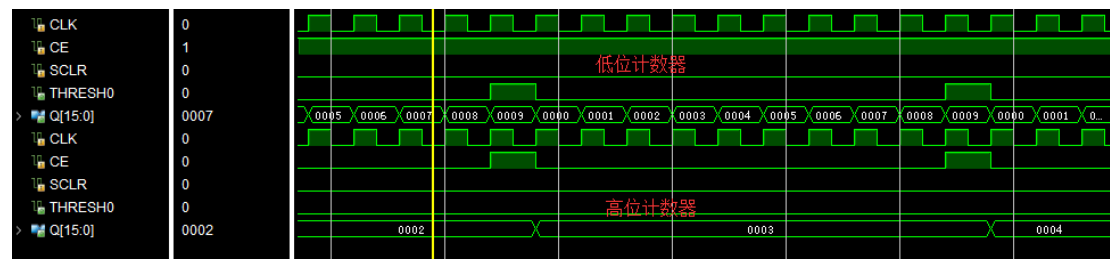 CLK 0
CE 1
SCLR 0 低位计数器
THRESH0 0
Q[15:0] 0007 0005 0006 0007 0008 0009 0000 0001 0002 0003 0004 0005 0006 0007 0008 0009 0000 0001 0...
CLK 0
CE 0
SCLR 0
THRESH0 0 高位计数器
Q[15:0] 0002 0002 0003 0004